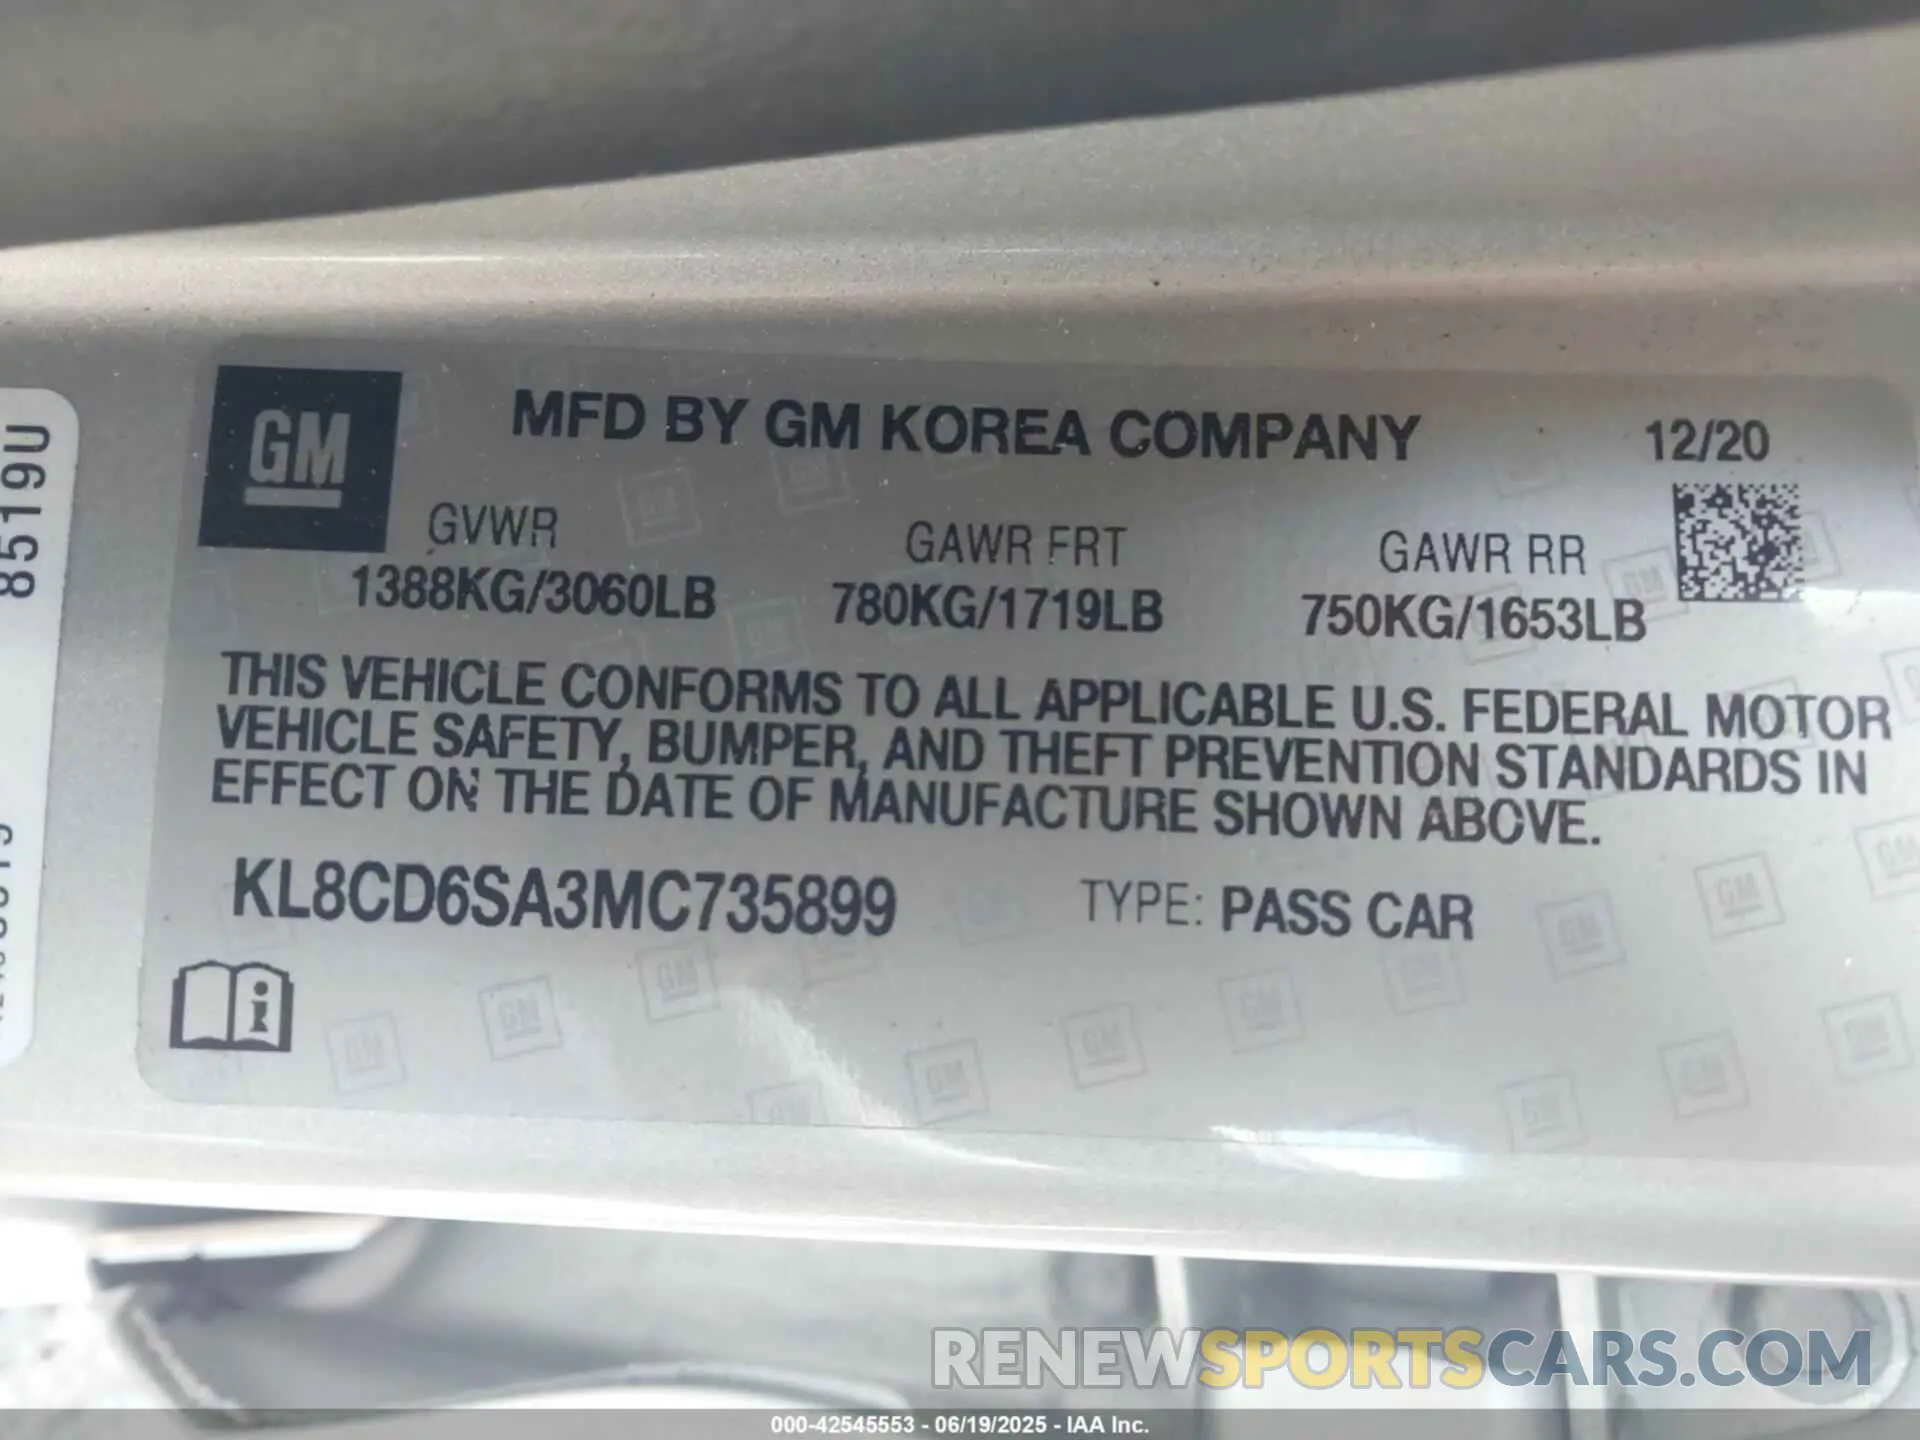 8519U
GM
MFD BY GM KOREA COMPANY
12/20
GVWR
GAWR FRT
GAWR RR
1388KG/3060LB
780KG/1719LB
750KG/1653LB
THIS VEHICLE CONFORMS TO ALL APPLICABLE U.S. FEDERAL MOTOR
VEHICLE SAFETY, BUMPER, AND THEFT PREVENTION STANDARDS IN
EFFECT ON THE DATE OF MANUFACTURE SHOWN ABOVE.
KL8CD6SA3MC735899
TYPE: PASS CAR
RENEWSPORTSCARS.COM
000-42545553 - 06/19/2025 - IAA Inc.